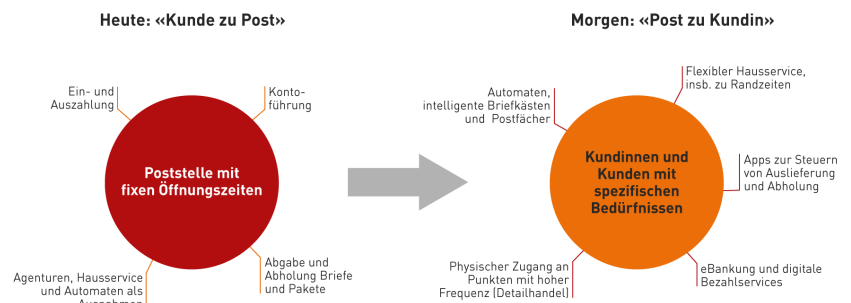 Heute: «Kunde zu Post»
Ein- und
Auszahlung
Konto-
führung
Poststelle mit
fixen Öffnungszeiten
Agenturen, Hausservice
und Automaten als
Abgabe und
Abholung Briefe
und Pakete
Morgen: «Post zu Kundin»
Automaten,
intelligente Briefkästen
und Postfächer
Flexibler Hausservice,
insb. zu Randzeiten
Kundinnen und
Kunden mit
spezifischen
Bedürfnissen
Apps zur Steuern
von Auslieferung
und Abholung
Physischer Zugang an
Punkten mit hoher
Frequenz (Detailhandel)
eBankung und digitale
Bezahlservices